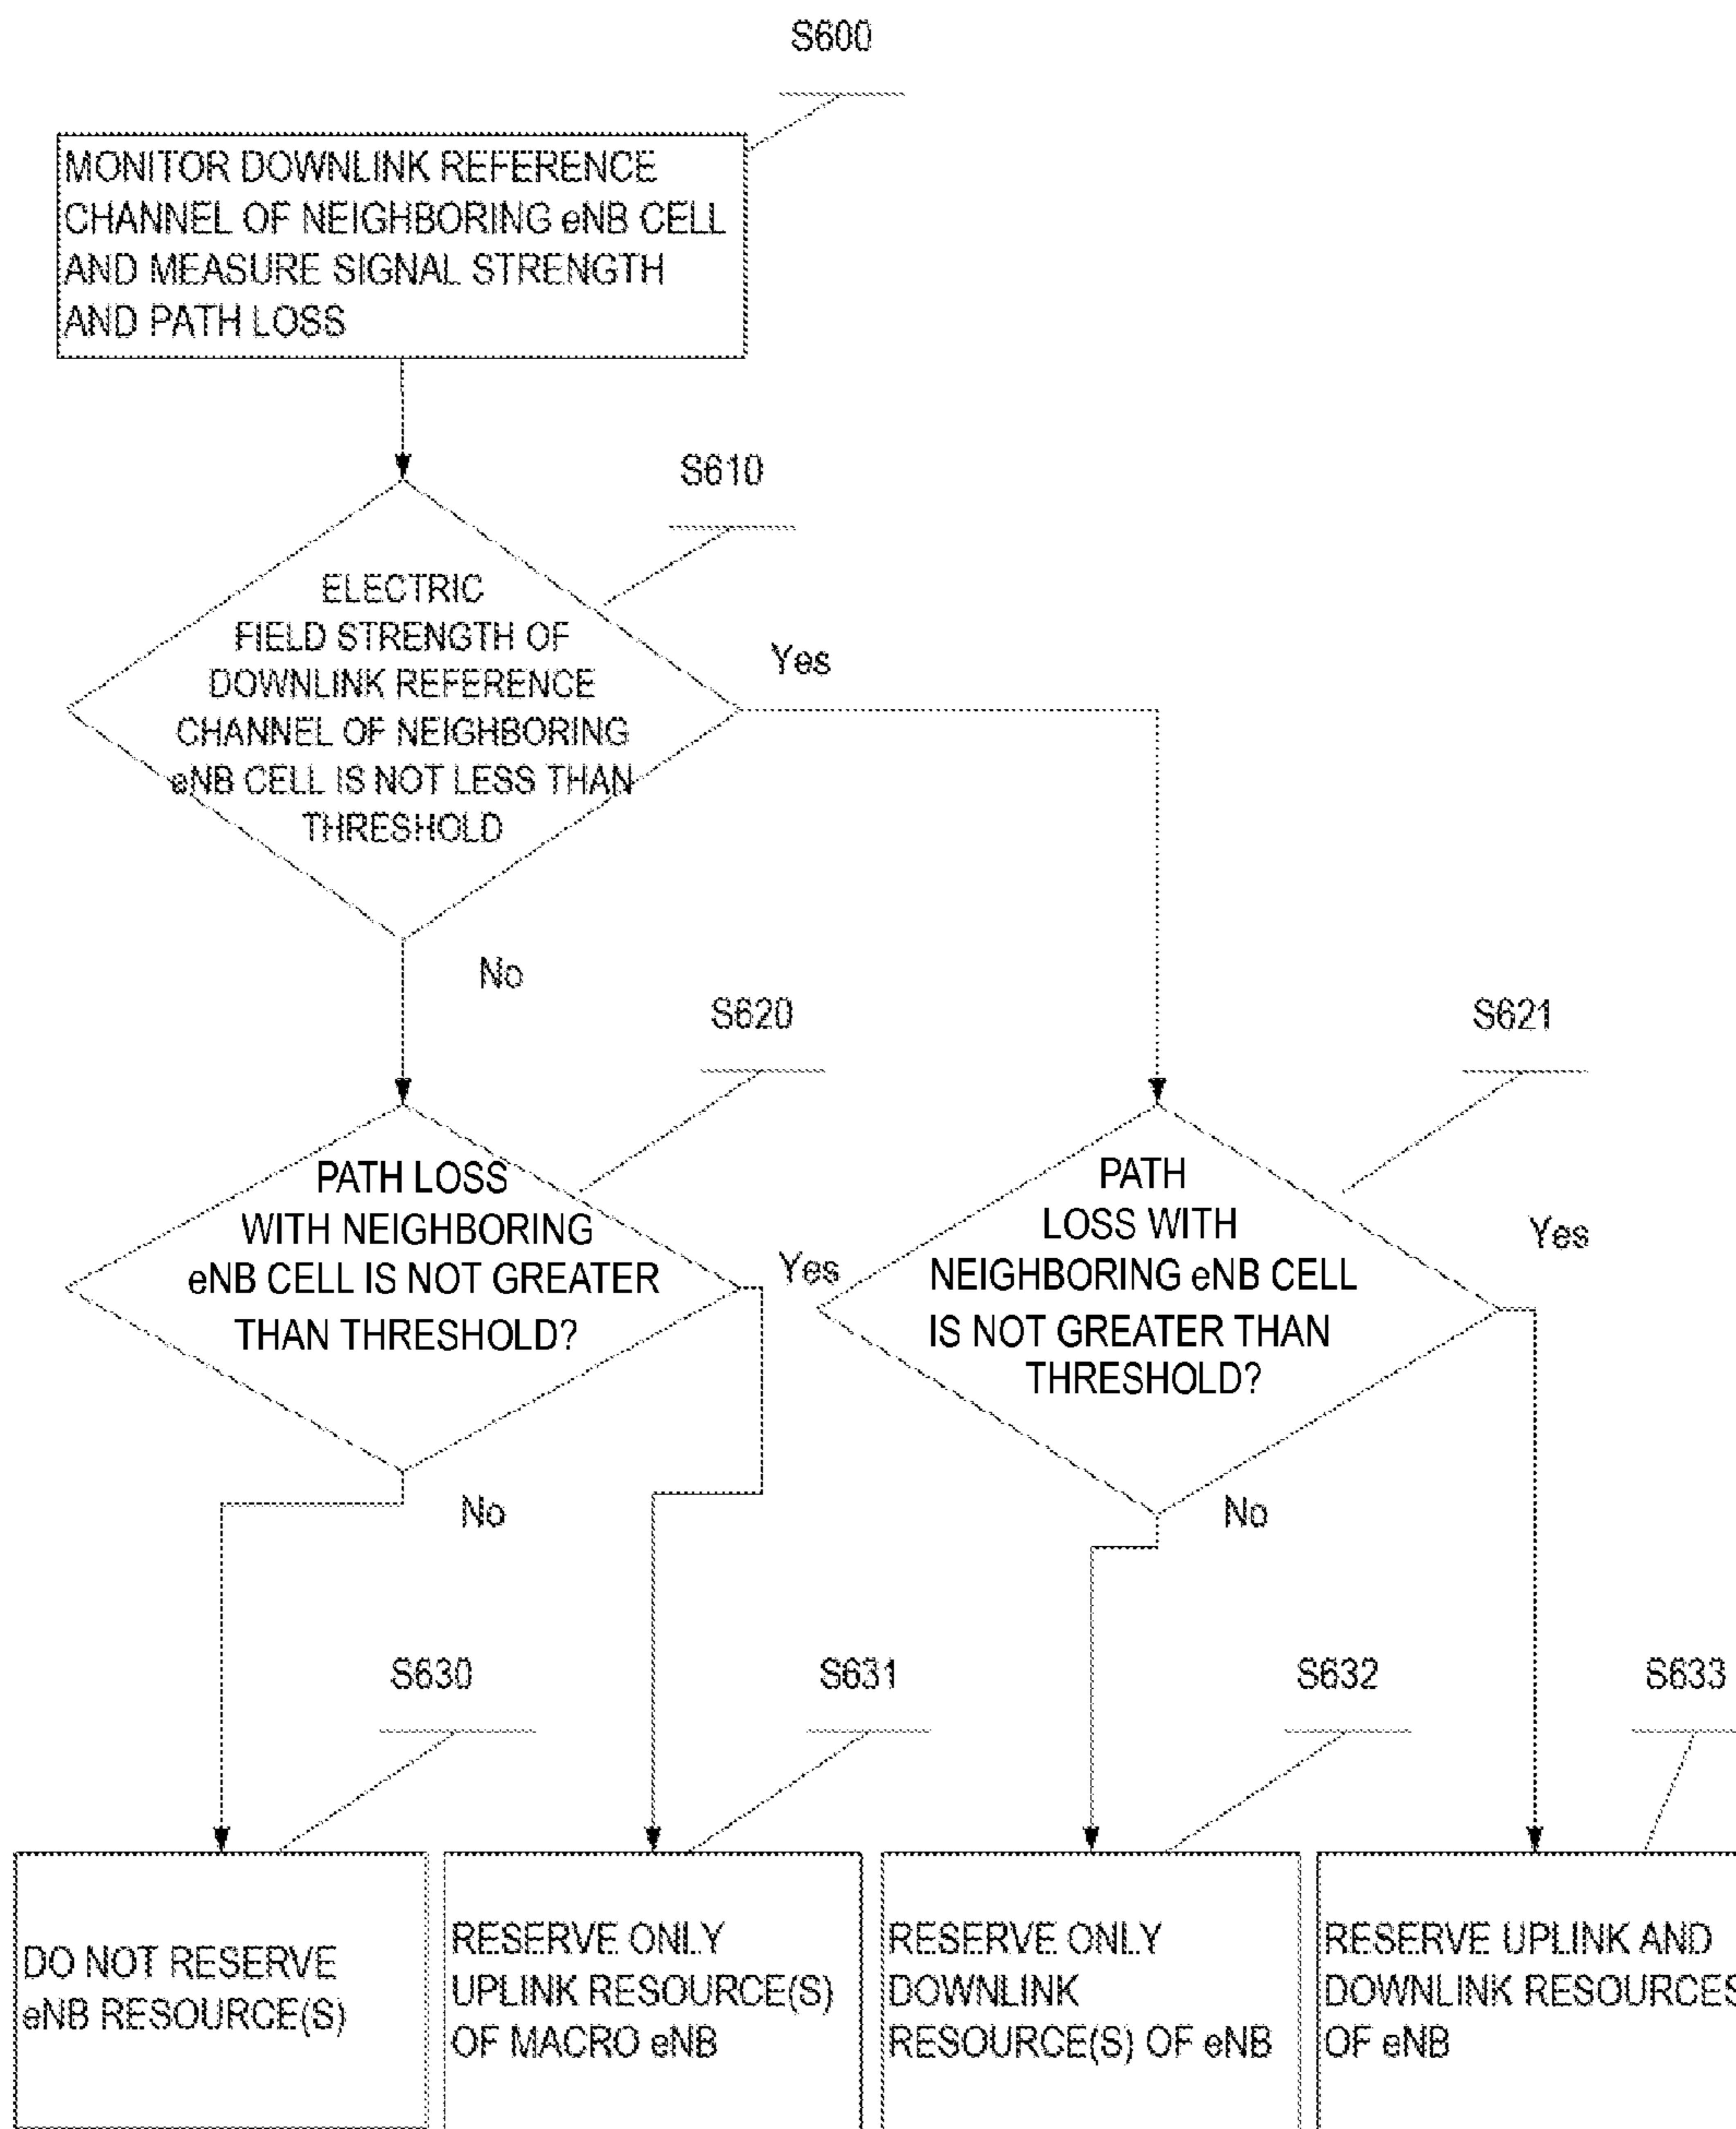 S600
MONITOR DOWNLINK REFERENCE
CHANNEL OF NEIGHBORING eNB CELL
AND MEASURE SIGNAL STRENGTH
AND PATH LOSS
S610
ELECTRIC
FIELD STRENGTH OF
DOWNLINK REFERENCE
CHANNEL OF NEIGHBORING
eNB CELL IS NOT LESS THAN
THRESHOLD
Yes
No
S620
PATH LOSS
WITH NEIGHBORING
eNB CELL IS NOT GREATER
THAN THRESHOLD?
Yes
No
S621
PATH
LOSS WITH
NEIGHBORING eNB CELL
IS NOT GREATER THAN
THRESHOLD?
Yes
No
S630
DO NOT RESERVE
eNB RESOURCE(S)
S631
RESERVE ONLY
UPLINK RESOURCE(S)
OF MACRO eNB
S632
RESERVE ONLY
DOWNLINK
RESOURCE(S) OF eNB
S633
RESERVE UPLINK AND
DOWNLINK RESOURCES
OF eNB